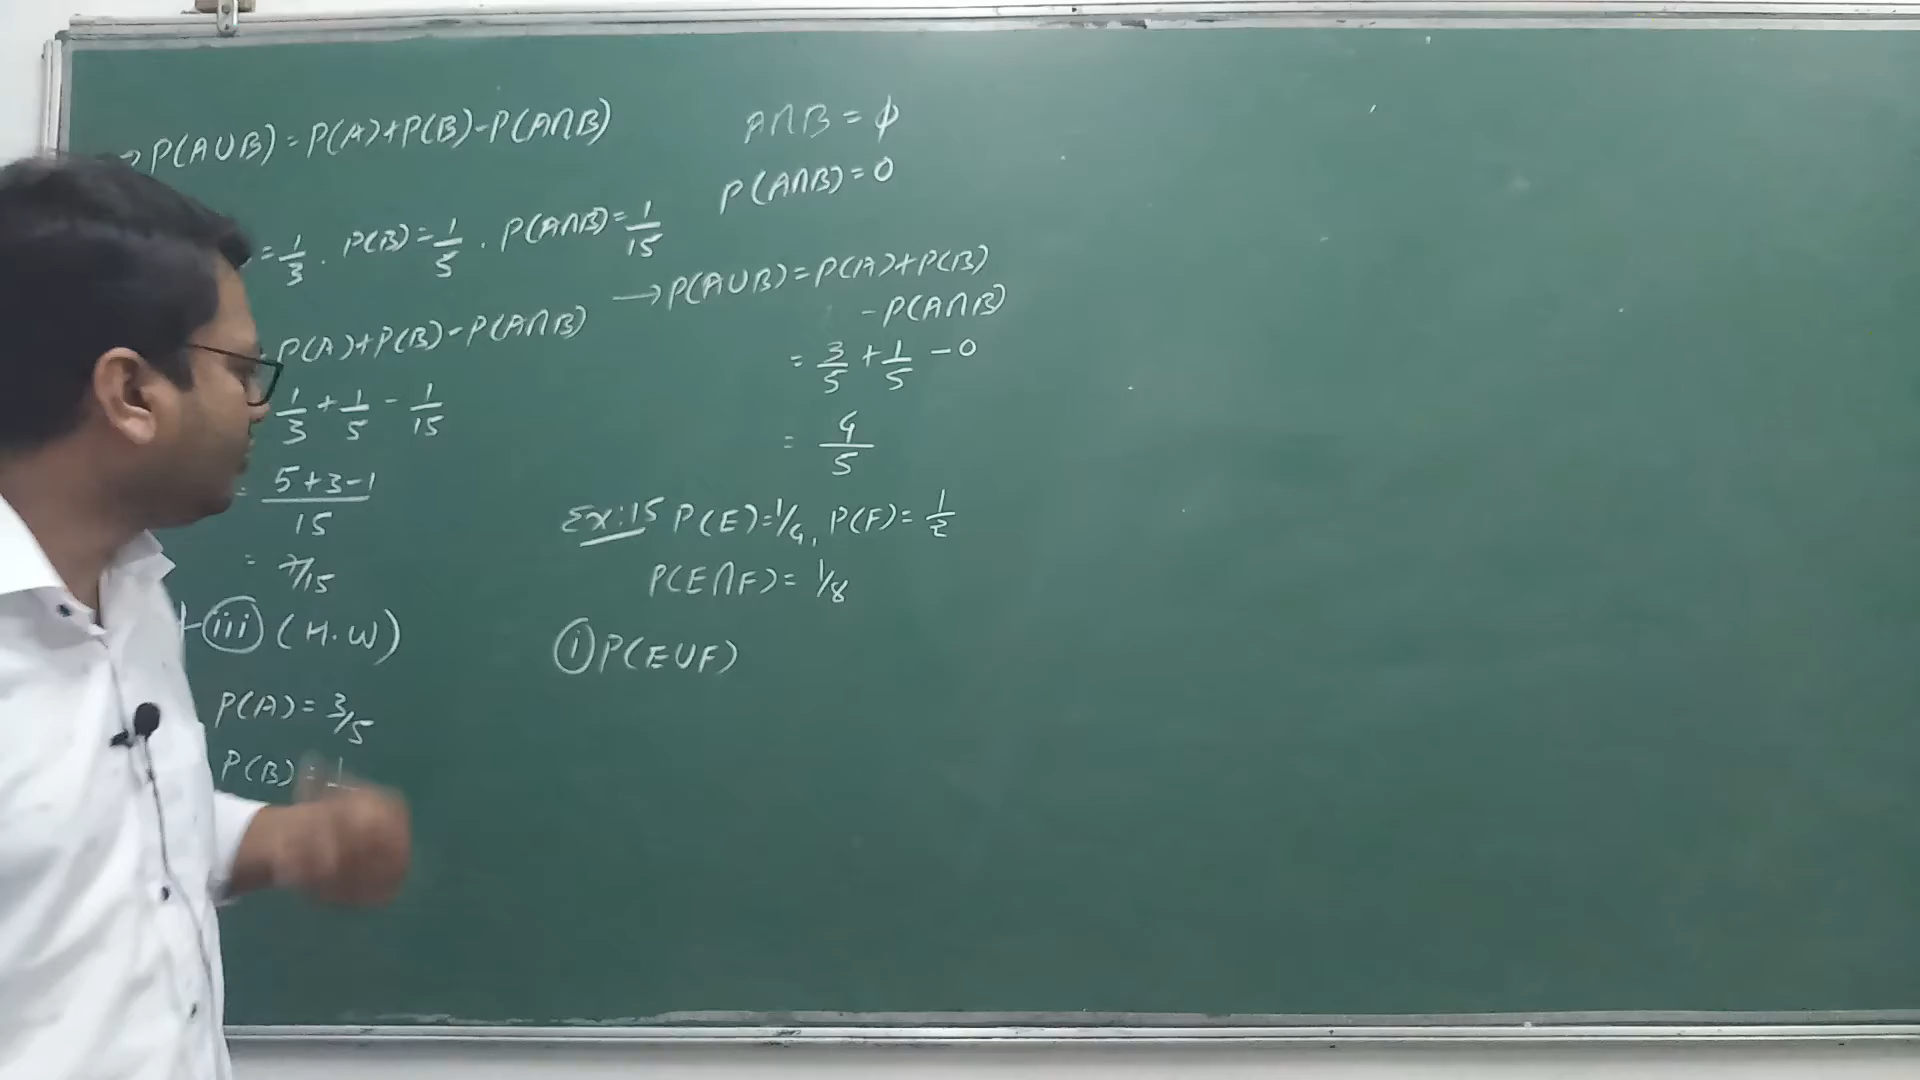 →P(A∪B)=P(A)+P(B)-P(A∩B)
=1/3 . P(B)=1/5 . P(A∩B)=1/15
P(A)+P(B)-P(A∩B)
1/3 + 1/5 - 1/15
= 5+3-1/15
= 7/15
(iii) (H.W)
P(A)=3/5
P(B)=1
A∩B=ϕ
P(A∩B)=0
→P(A∪B)=P(A)+P(B)
-P(A∩B)
= 3/5 + 1/5 - 0
= 4/5
Ex:15 P(E)=1/4, P(F)=1/2
P(E∩F)=1/8
(i) P(E∪F)